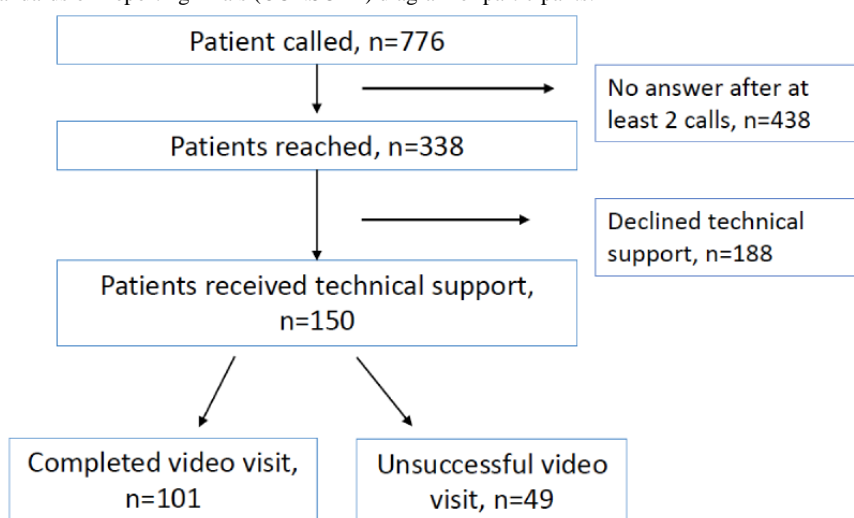 Patient called, n=776
No answer after at
least 2 calls, n=438
Patients reached, n=338
Declined technical
support, n=188
Patients received technical support,
n=150
Completed video visit,
n=101
Unsuccessful video
visit, n=49